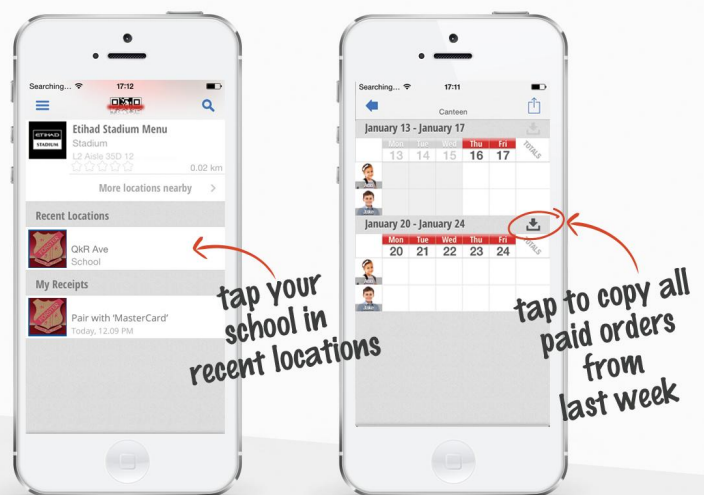 Searching... 17:12
ETIHAD
STADIUM
Etihad Stadium Menu
Stadium
L2 Aisle 35D 12
0.02 km
More locations nearby
Recent Locations
QkR Ave
School
My Receipts
Pair with 'MasterCard'
Today, 12.09 PM
tap your
school in
recent locations
Searching... 17:11
Canteen
January 13 - January 17
Mon Tue Wed Thu Fri
13 14 15 16 17
TOTALS
January 20 - January 24
Mon Tue Wed Thu Fri
20 21 22 23 24
TOTALS
tap to copy all
paid orders
from
last week